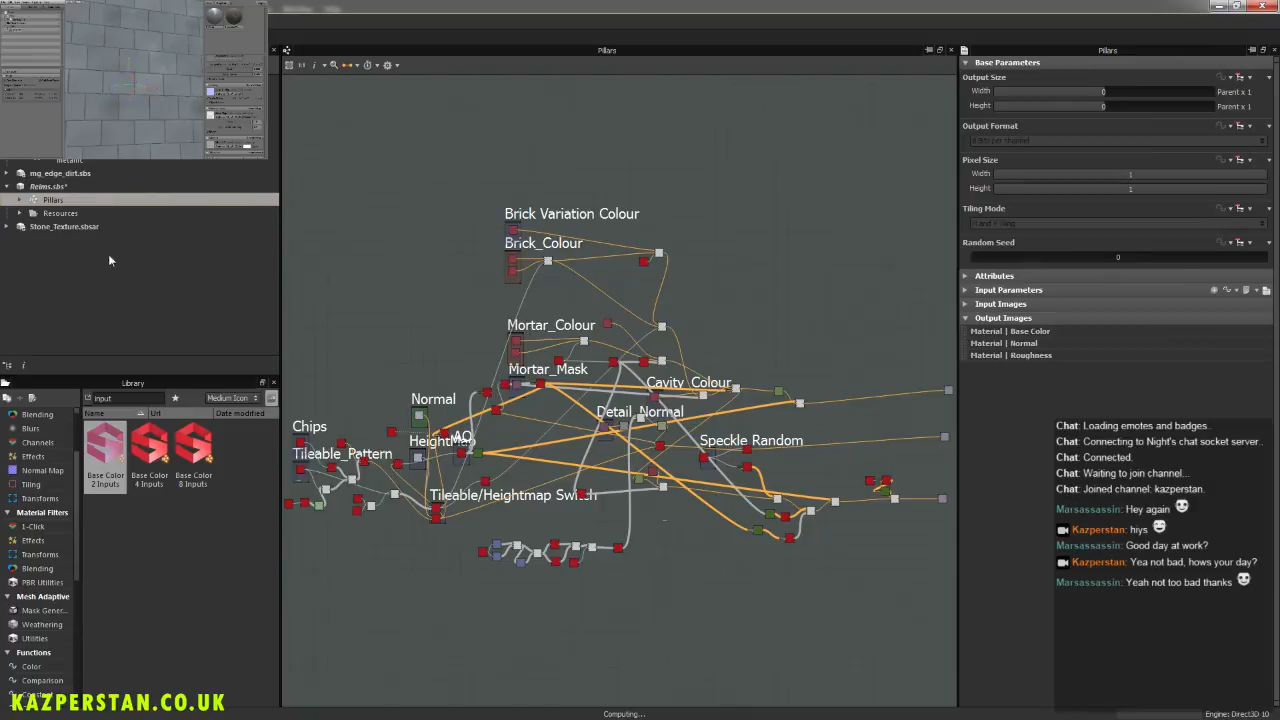 Pillars
Pillars
metallic
mg_edge_dirt.sbs
Reims.sbs*
Pillars
Resources
Stone_Texture.sbsar
Library
input
Medium Icon
Name
Url
Date modified
Blending
Blurs
Channels
Effects
Normal Map
Tiling
Transforms
Material Filters
1-Click
Effects
Transforms
Blending
PBR Utilities
Mesh Adaptive
Mask Gener...
Weathering
Utilities
Functions
Color
Comparison
Base Color
2 Inputs
Base Color
4 Inputs
Base Color
8 Inputs
KAZPERSTAN.CO.UK
Brick Variation Colour
Brick_Colour
Mortar_Colour
Mortar_Mask
Cavity_Colour
Normal
Detail_Normal
Chips
HeightMap
AO
Speckle Random
Tileable_Pattern
Tileable/Heightmap Switch
Base Parameters
Output Size
Width
0
Parent x 1
Height
0
Parent x 1
Output Format
Pixel Size
Width
1
Height
1
Tiling Mode
Random Seed
0
Attributes
Input Parameters
Input Images
Output Images
Material | Base Color
Material | Normal
Material | Roughness
Chat: Loading emotes and badges..
Chat: Connecting to Night's chat socket server..
Chat: Connected.
Chat: Waiting to join channel...
Chat: Joined channel: kazperstan.
Marsassassin: Hey again
Kazperstan: hiys
Marsassassin: Good day at work?
Kazperstan: Yea not bad, hows your day?
Marsassassin: Yeah not too bad thanks
Computing...
Engine: Direct3D 10